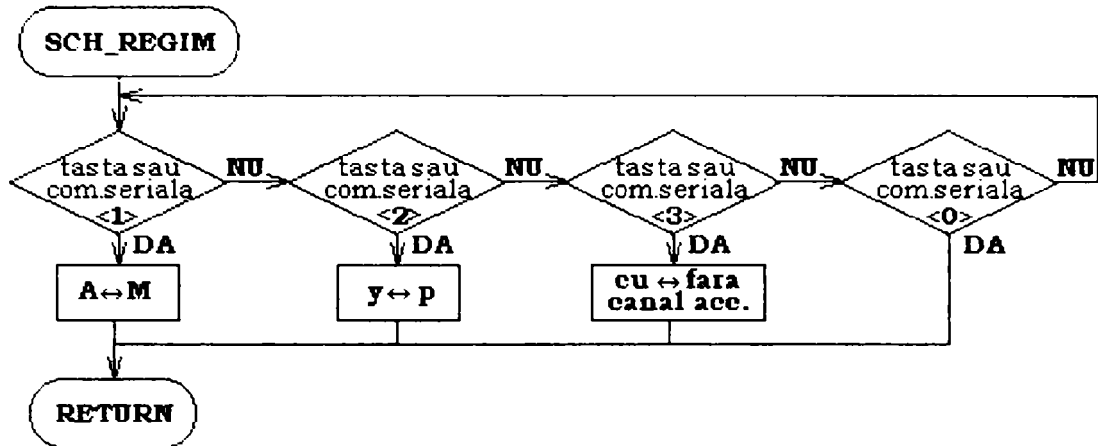 SCH_REGIM
tasta sau
com.seriala
<1>
NU
tasta sau
com.seriala
<2>
NU
tasta sau
com.seriala
<3>
NU
tasta sau
com.seriala
<0>
NU
DA
DA
DA
DA
A↔M
y↔p
cu ↔ fara
canal acc.
RETURN